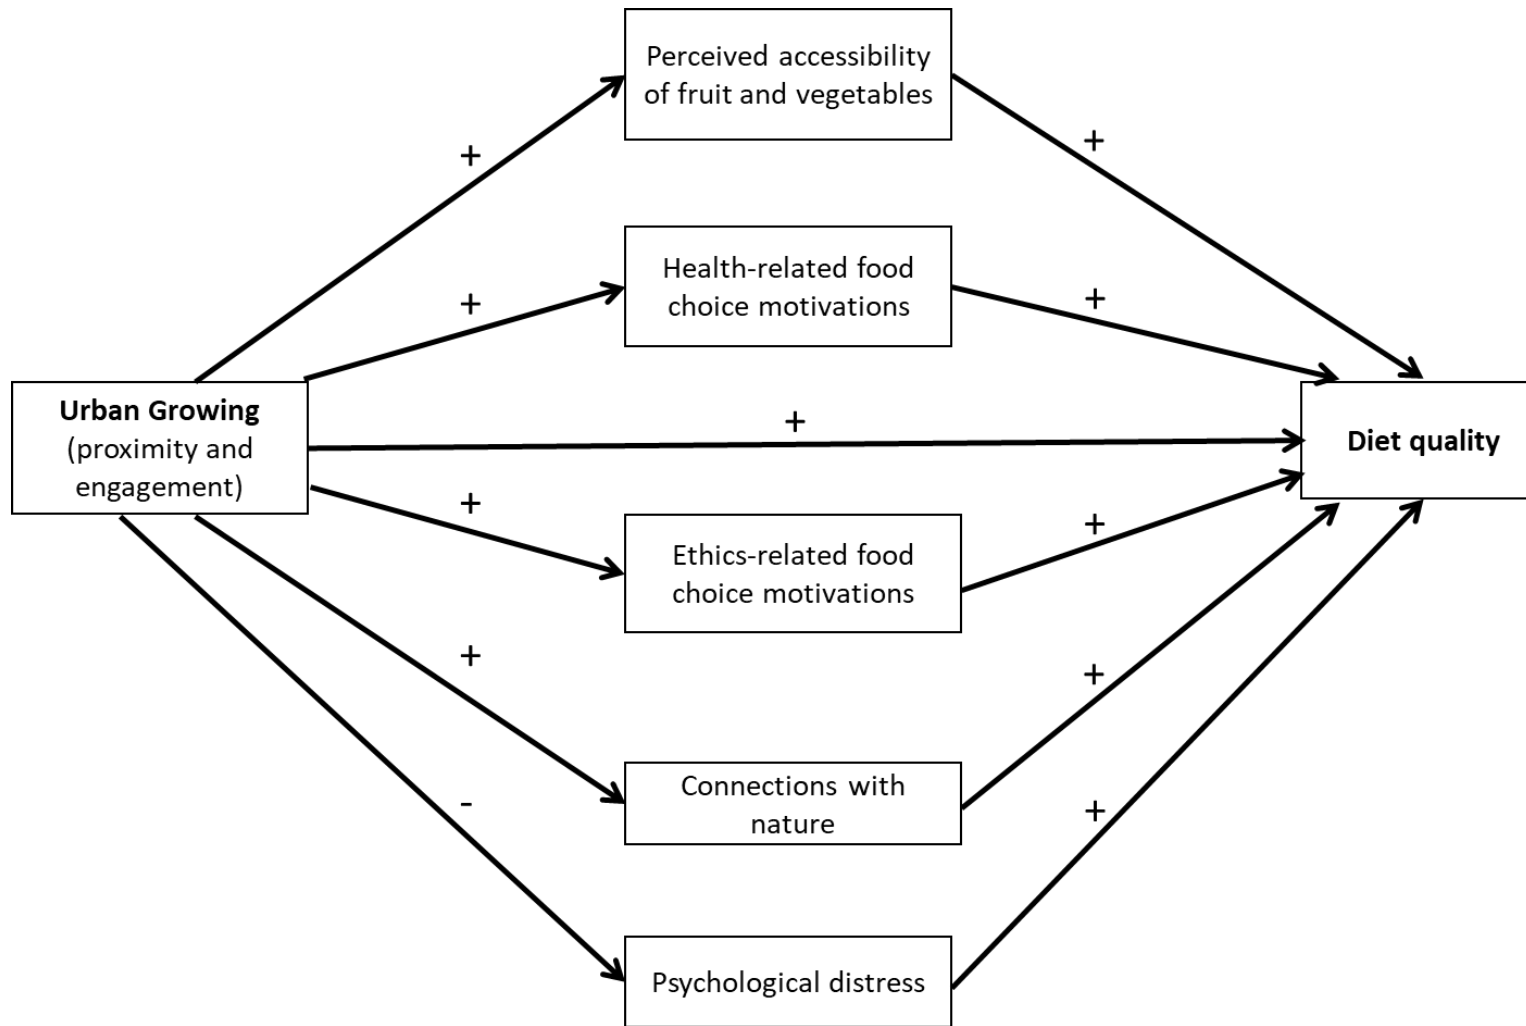 Perceived accessibility
of fruit and vegetables
+
+
Health-related food
choice motivations
+
+
Urban Growing
(proximity and
engagement)
+
Diet quality
+
Ethics-related food
choice motivations
+
+
Connections with
nature
+
-
Psychological distress
+